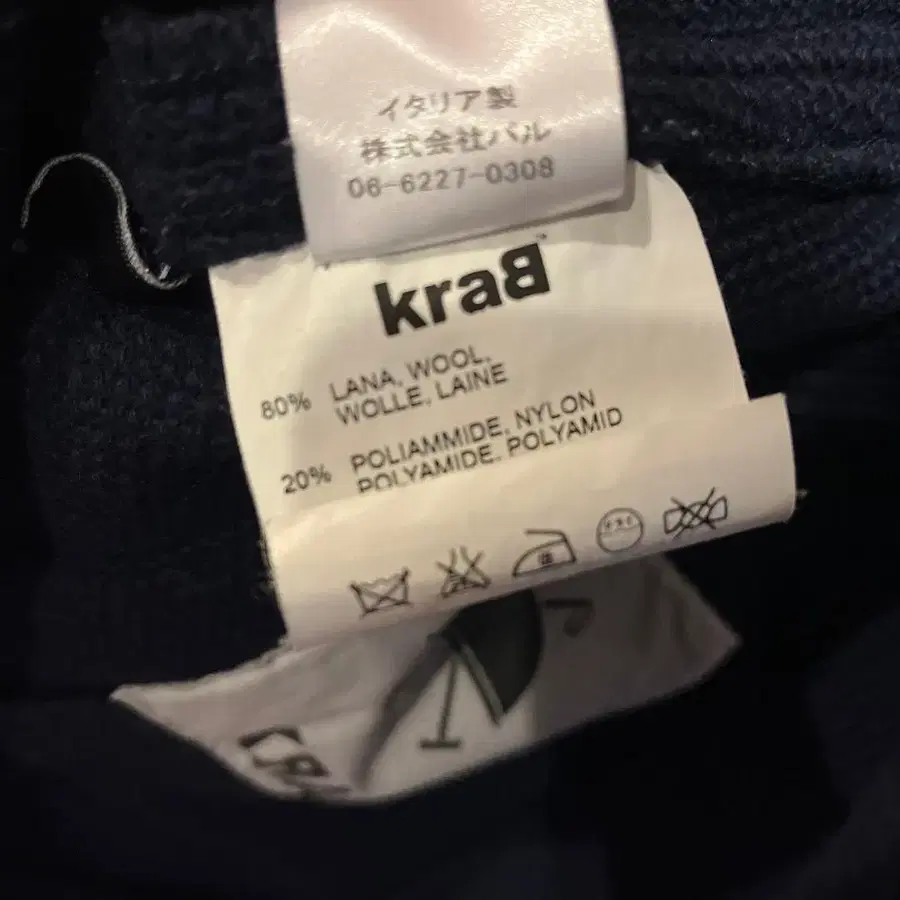 イタリア製
株式会社パル
06-6227-0308
kraB™
80% LANA, WOOL,
WOLLE, LAINE
20% POLIAMMIDE, NYLON
POLYAMIDE, POLYAMID